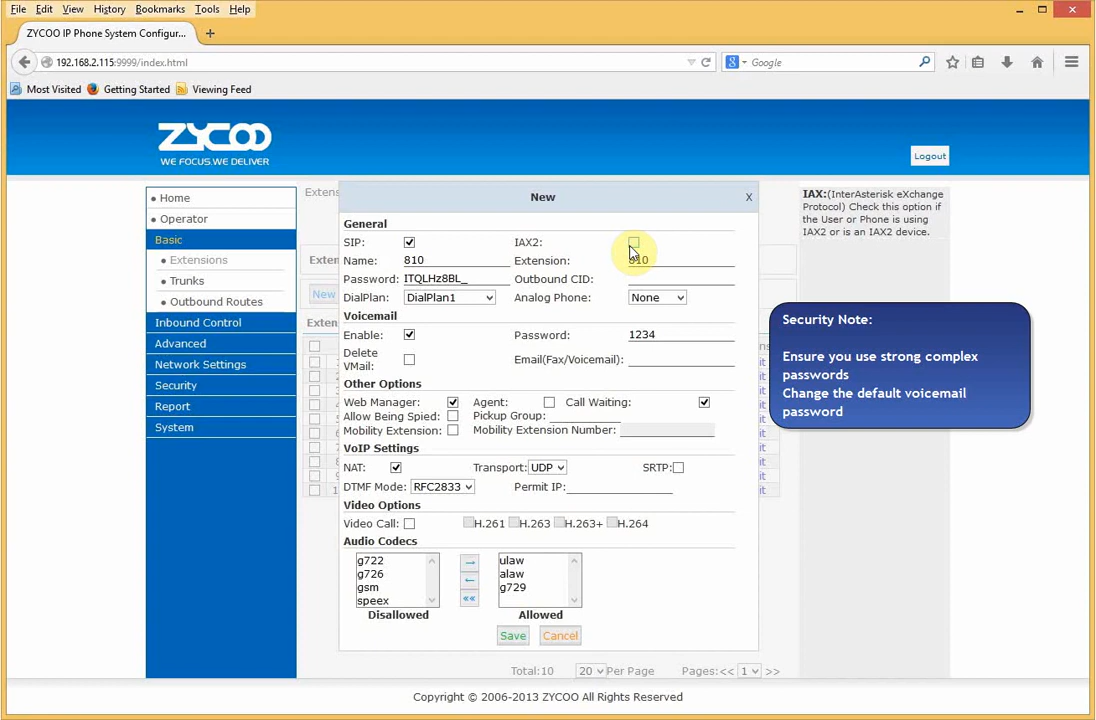 File Edit View History Bookmarks Tools Help
ZYCOO IP Phone System Configur...
192.168.2.115:9999/index.html
Google
Most Visited Getting Started Viewing Feed
ZYCOO
WE FOCUS.WE DELIVER
Logout
Home
Operator
Basic
Extensions
Trunks
Outbound Routes
Inbound Control
Advanced
Network Settings
Security
Report
System
New
X
General
SIP: IAX2:
Name: 810 Extension: 810
Password: ITQLHz8BL_ Outbound CID:
DialPlan: DialPlan1 Analog Phone: None
Voicemail
Enable: Password: 1234
Delete
VMail: Email(Fax/Voicemail):
Other Options
Web Manager: Agent: Call Waiting:
Allow Being Spied: Pickup Group:
Mobility Extension: Mobility Extension Number:
VoIP Settings
NAT: Transport: UDP SRTP:
DTMF Mode: RFC2833 Permit IP:
Video Options
Video Call: H.261 H.263 H.263+ H.264
Audio Codecs
g722
g726
gsm
speex
Disallowed
→
←
««
ulaw
alaw
g729
Allowed
Save Cancel
New
Total:10 20 Per Page Pages:<< 1 >>
IAX:(InterAsterisk eXchange
Protocol) Check this option if
the User or Phone is using
IAX2 or is an IAX2 device.
Security Note:
Ensure you use strong complex
passwords
Change the default voicemail
password
Copyright © 2006-2013 ZYCOO All Rights Reserved